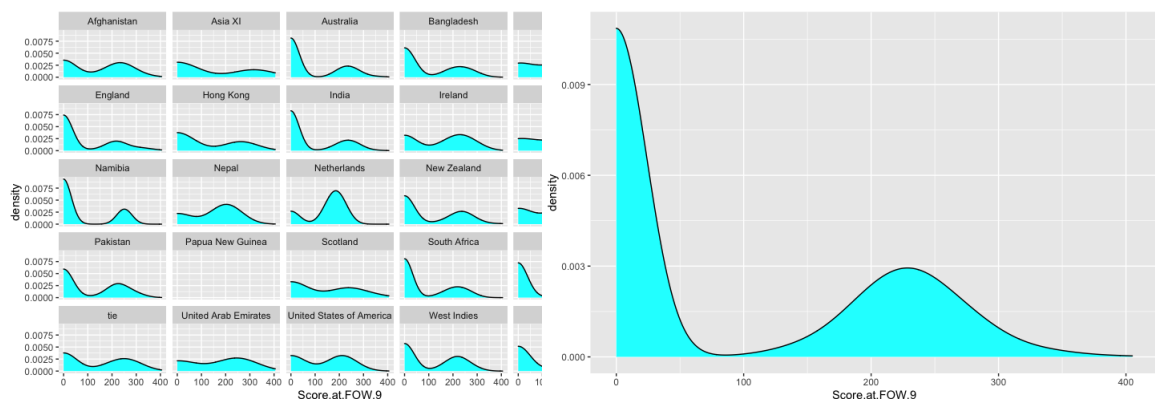 Afghanistan
Asia XI
Australia
Bangladesh
0.0075
0.0050
0.0025
0.0000
England
Hong Kong
India
Ireland
0.0075
0.0050
0.0025
0.0000
Namibia
Nepal
Netherlands
New Zealand
0.0075
0.0050
0.0025
0.0000
Pakistan
Papua New Guinea
Scotland
South Africa
0.0075
0.0050
0.0025
0.0000
tie
United Arab Emirates
United States of America
West Indies
0.0075
0.0050
0.0025
0.0000
0 100 200 300 400 0 100 200 300 400 0 100 200 300 400 0 100 200 300 400 0
density
Score.at.FOW.9
0.009
0.006
0.003
0.000
0 100 200 300 400
density
Score.at.FOW.9